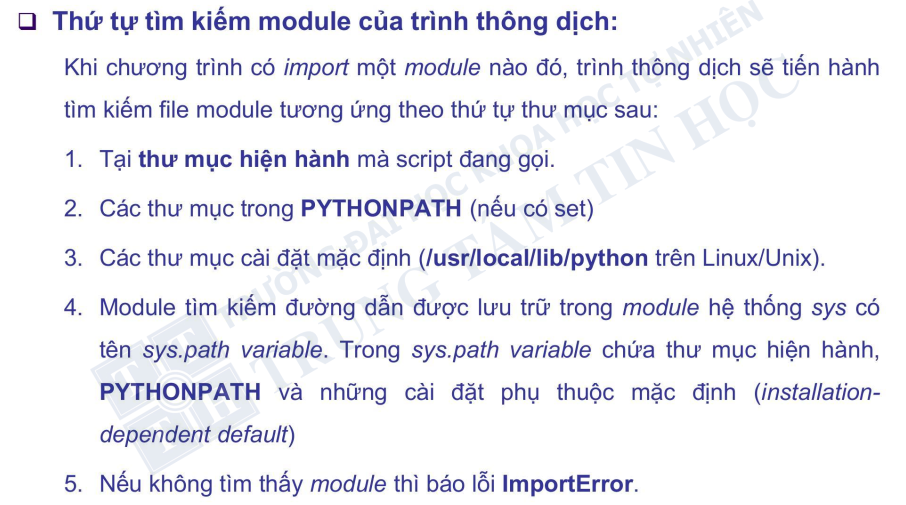 ❑ Thứ tự tìm kiếm module của trình thông dịch:
Khi chương trình có import một module nào đó, trình thông dịch sẽ tiến hành
tìm kiếm file module tương ứng theo thứ tự thư mục sau:
1. Tại thư mục hiện hành mà script đang gọi.
2. Các thư mục trong PYTHONPATH (nếu có set)
3. Các thư mục cài đặt mặc định (/usr/local/lib/python trên Linux/Unix).
4. Module tìm kiếm đường dẫn được lưu trữ trong module hệ thống sys có
tên sys.path variable. Trong sys.path variable chứa thư mục hiện hành,
PYTHONPATH và những cài đặt phụ thuộc mặc định (installation-
dependent default)
5. Nếu không tìm thấy module thì báo lỗi ImportError.
TRƯỜNG ĐẠI HỌC KHOA HỌC TỰ NHIÊN
TRUNG TÂM TIN HỌC